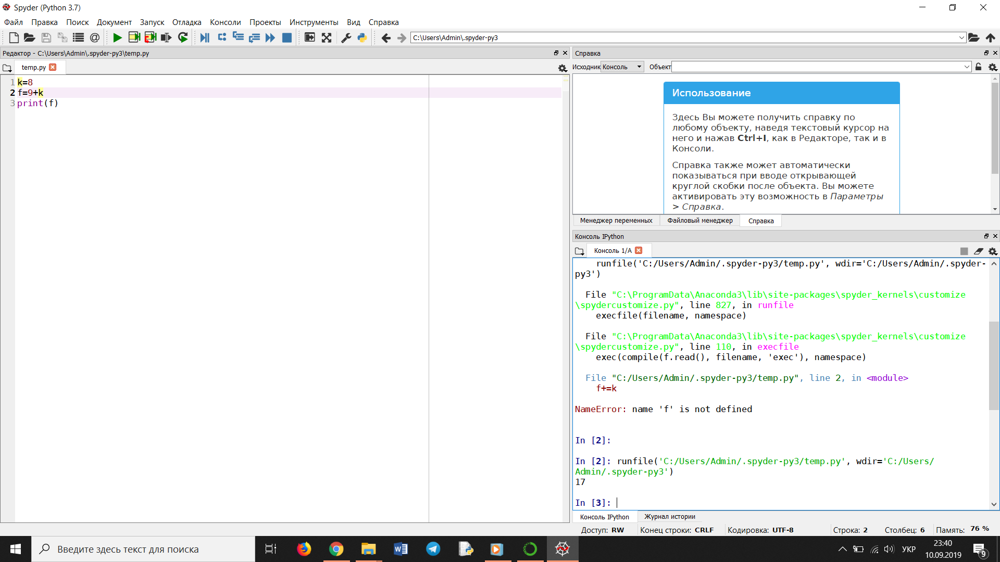 Spyder (Python 3.7)
Файл Правка Поиск Документ Запуск Отладка Консоли Проекты Инструменты Вид Справка
C:\Users\Admin\.spyder-py3
Редактор - C:\Users\Admin\.spyder-py3\temp.py
temp.py
1 k=8
2 f=9+k
3 print(f)
Справка
Исходник Консоль Объект
Использование
Здесь Вы можете получить справку по
любому объекту, наведя текстовый курсор на
него и нажав Ctrl+I, как в Редакторе, так и в
Консоли.
Справка также может автоматически
показываться при вводе открывающей
круглой скобки после объекта. Вы можете
активировать эту возможность в Параметры
> Справка.
Менеджер переменных Файловый менеджер Справка
Консоль IPython
Консоль 1/A
runfile('C:/Users/Admin/.spyder-py3/temp.py', wdir='C:/Users/Admin/.spyder-
py3')
File "C:\ProgramData\Anaconda3\lib\site-packages\spyder_kernels\customize
\spydercustomize.py", line 827, in runfile
execfile(filename, namespace)
File "C:\ProgramData\Anaconda3\lib\site-packages\spyder_kernels\customize
\spydercustomize.py", line 110, in execfile
exec(compile(f.read(), filename, 'exec'), namespace)
File "C:/Users/Admin/.spyder-py3/temp.py", line 2, in <module>
f+=k
NameError: name 'f' is not defined
In [2]:
In [2]: runfile('C:/Users/Admin/.spyder-py3/temp.py', wdir='C:/Users/
Admin/.spyder-py3')
17
In [3]:
Консоль IPython Журнал истории
Доступ: RW Конец строки: CRLF Кодировка: UTF-8 Строка: 2 Столбец: 6 Память: 76 %
Введите здесь текст для поиска
УКР
23:40
10.09.2019
9